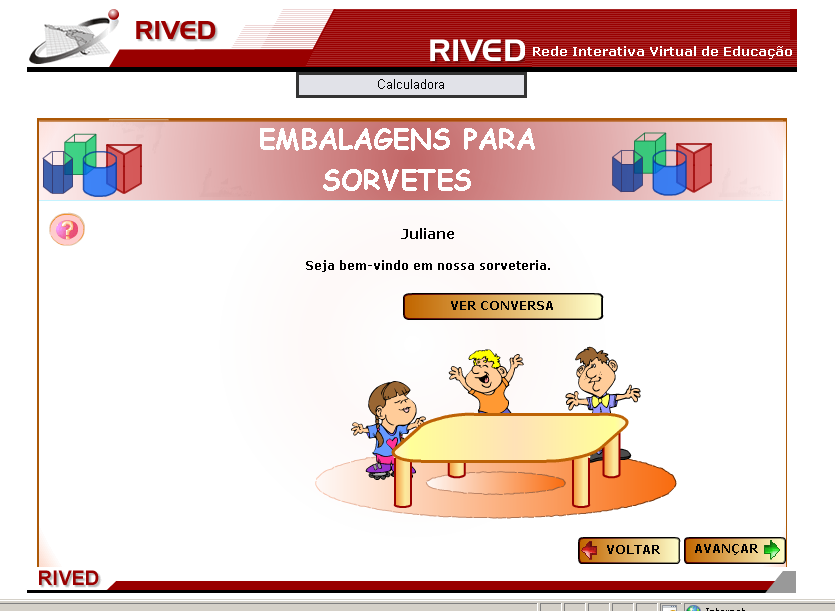 RIVED
RIVED Rede Interativa Virtual de Educação
Calculadora
EMBALAGENS PARA
SORVETES
?
Juliane
Seja bem-vindo em nossa sorveteria.
VER CONVERSA
VOLTAR
AVANÇAR
RIVED